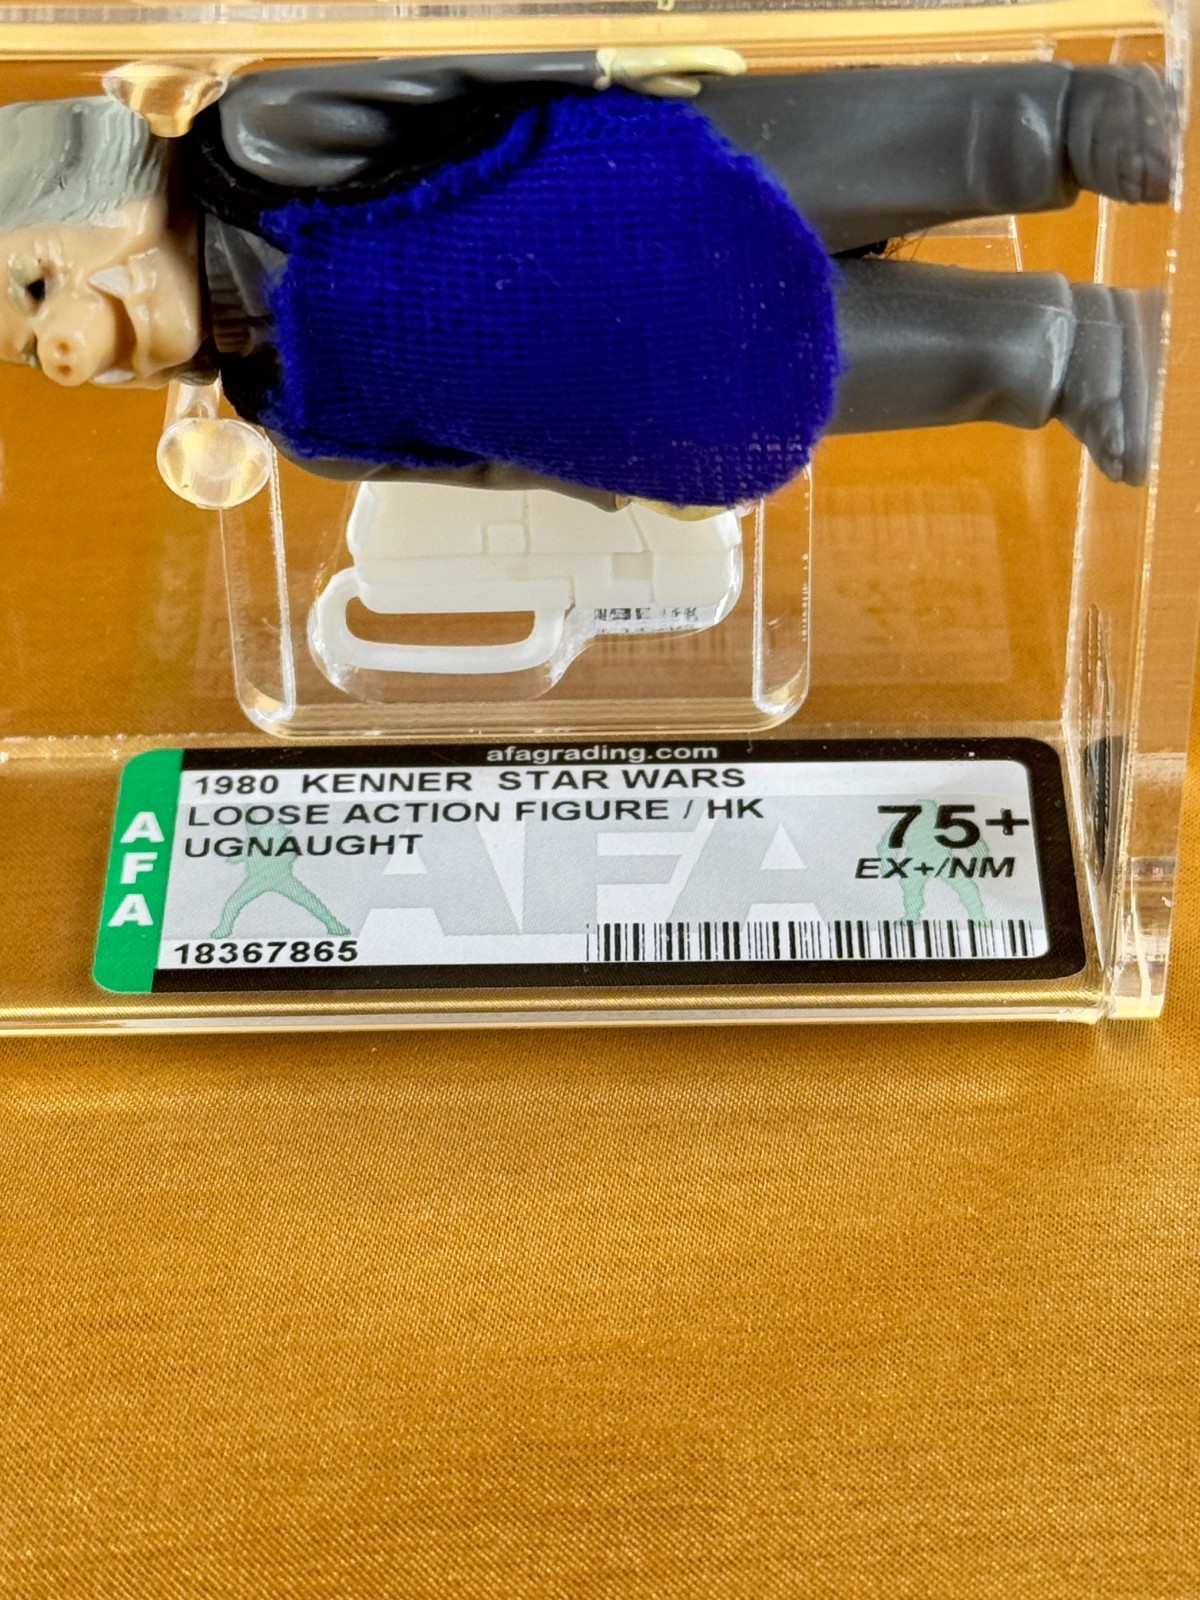 afagrading.com
1980 KENNER STAR WARS
LOOSE ACTION FIGURE / HK
UGNAUGHT
75+
EX+/NM
AFA
AFA
18367865